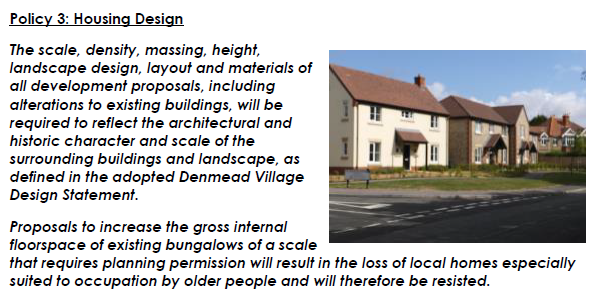 Policy 3: Housing Design
The scale, density, massing, height,
landscape design, layout and materials of
all development proposals, including
alterations to existing buildings, will be
required to reflect the architectural and
historic character and scale of the
surrounding buildings and landscape, as
defined in the adopted Denmead Village
Design Statement.
Proposals to increase the gross internal
floorspace of existing bungalows of a scale
that requires planning permission will result in the loss of local homes especially
suited to occupation by older people and will therefore be resisted.